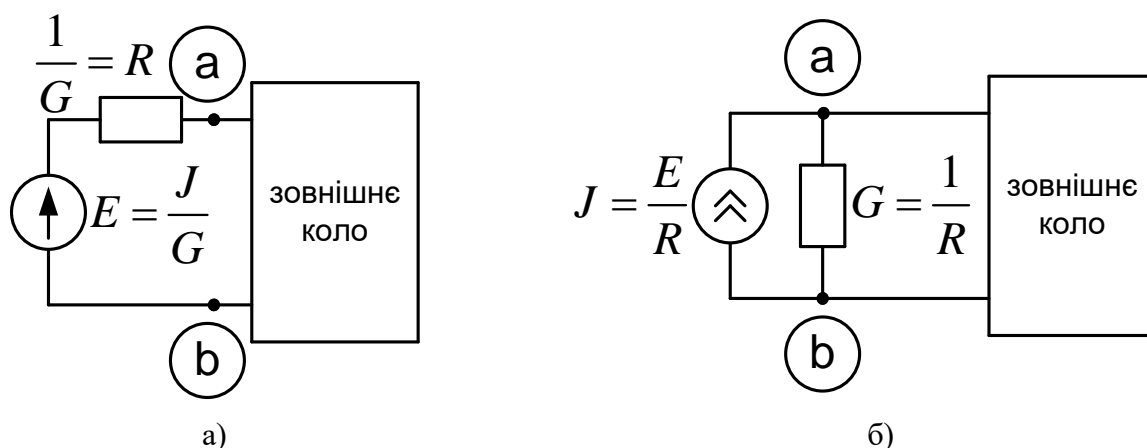 1/G = R
a
E = J/G
зовнішнє
коло
b
а)
a
J = E/R
G = 1/R
зовнішнє
коло
b
б)